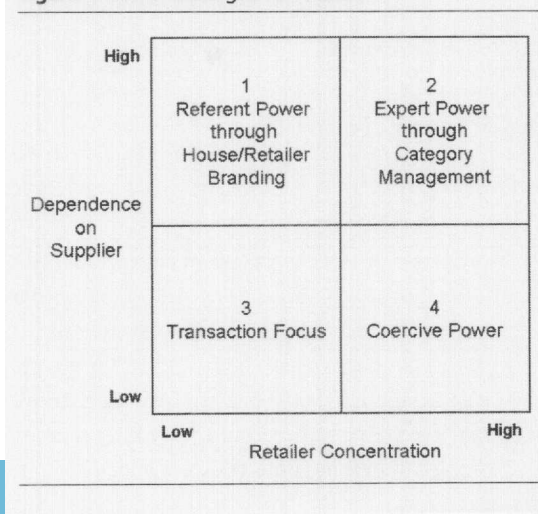 High
1
Referent Power
through
House/Retailer
Branding
2
Expert Power
through
Category
Management
Dependence
on
Supplier
3
Transaction Focus
4
Coercive Power
Low
Low
High
Retailer Concentration